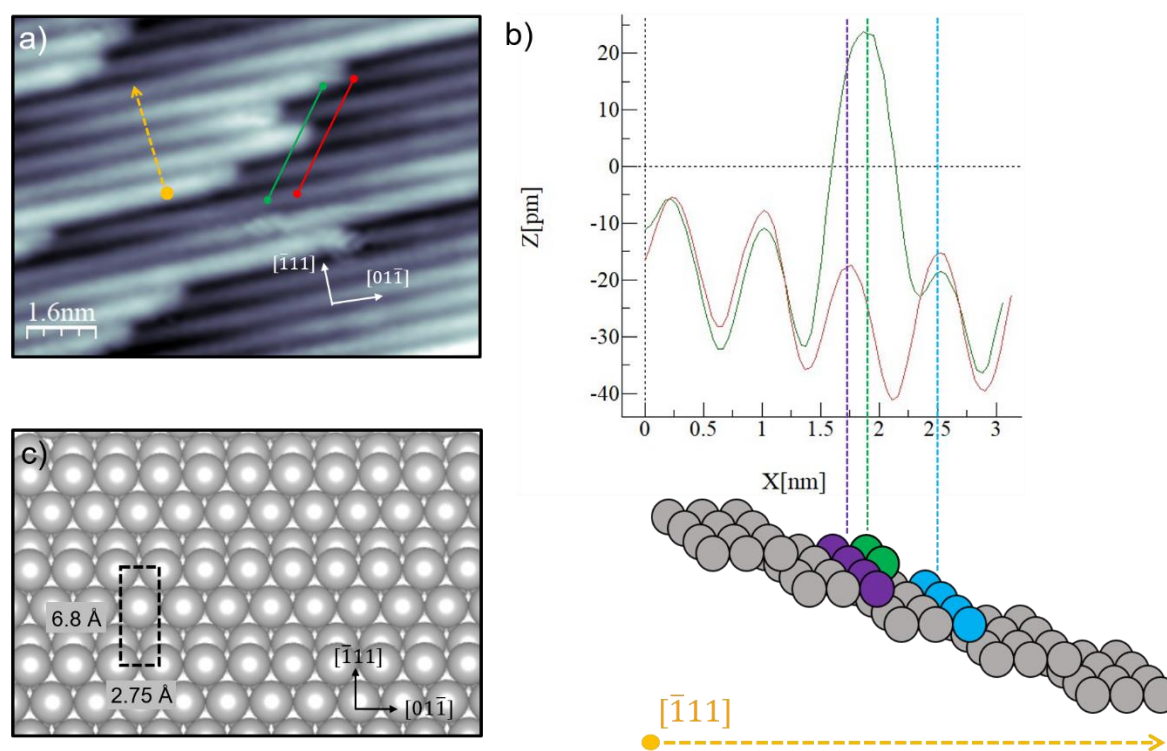 a)
[1̅11]
[011̅]
1.6nm
b)
Z[pm]
20
10
0
-10
-20
-30
-40
0
0.5
1
1.5
2
2.5
3
X[nm]
c)
6.8 Å
2.75 Å
[1̅11]
[011̅]
[1̅11]